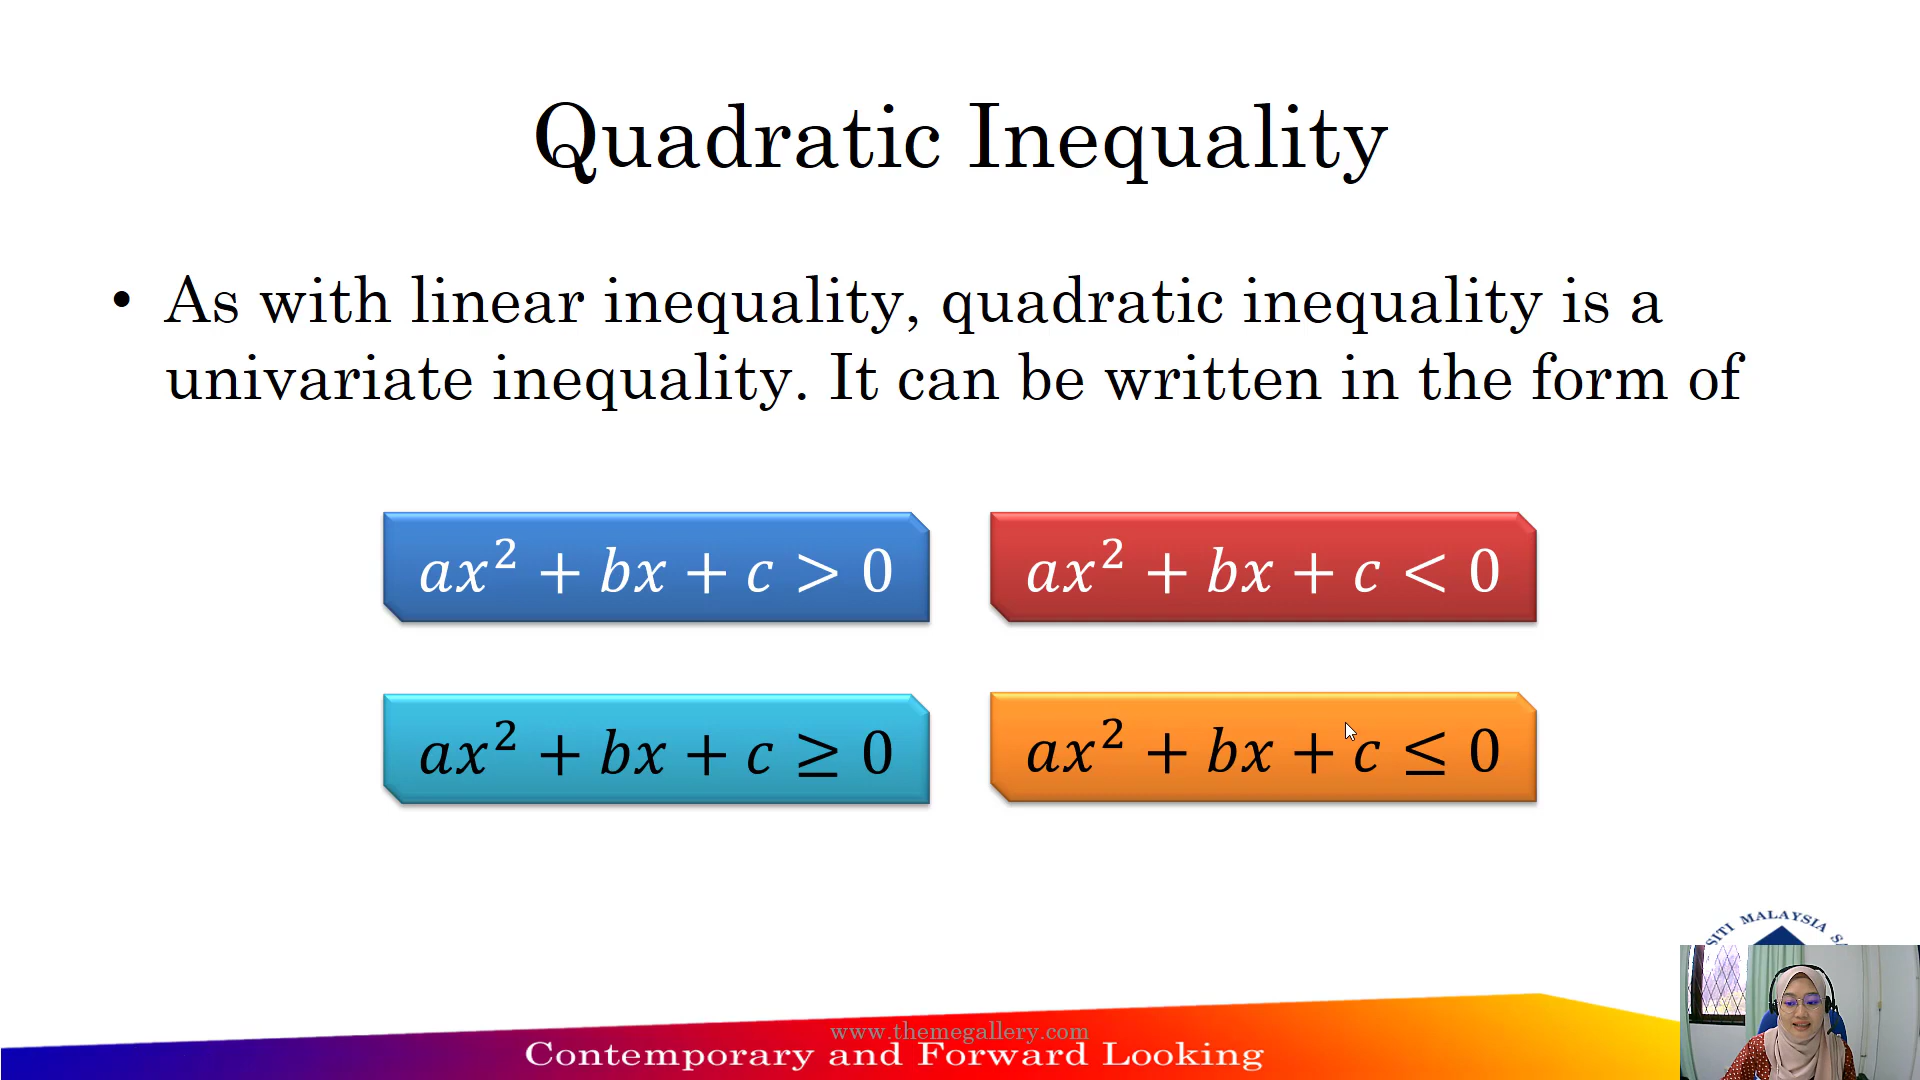 Quadratic Inequality
• As with linear inequality, quadratic inequality is a
univariate inequality. It can be written in the form of
ax² + bx + c > 0
ax² + bx + c < 0
ax² + bx + c ≥ 0
ax² + bx + c ≤ 0
MALAYSIA
www.themegallery.com
Contemporary and Forward Looking